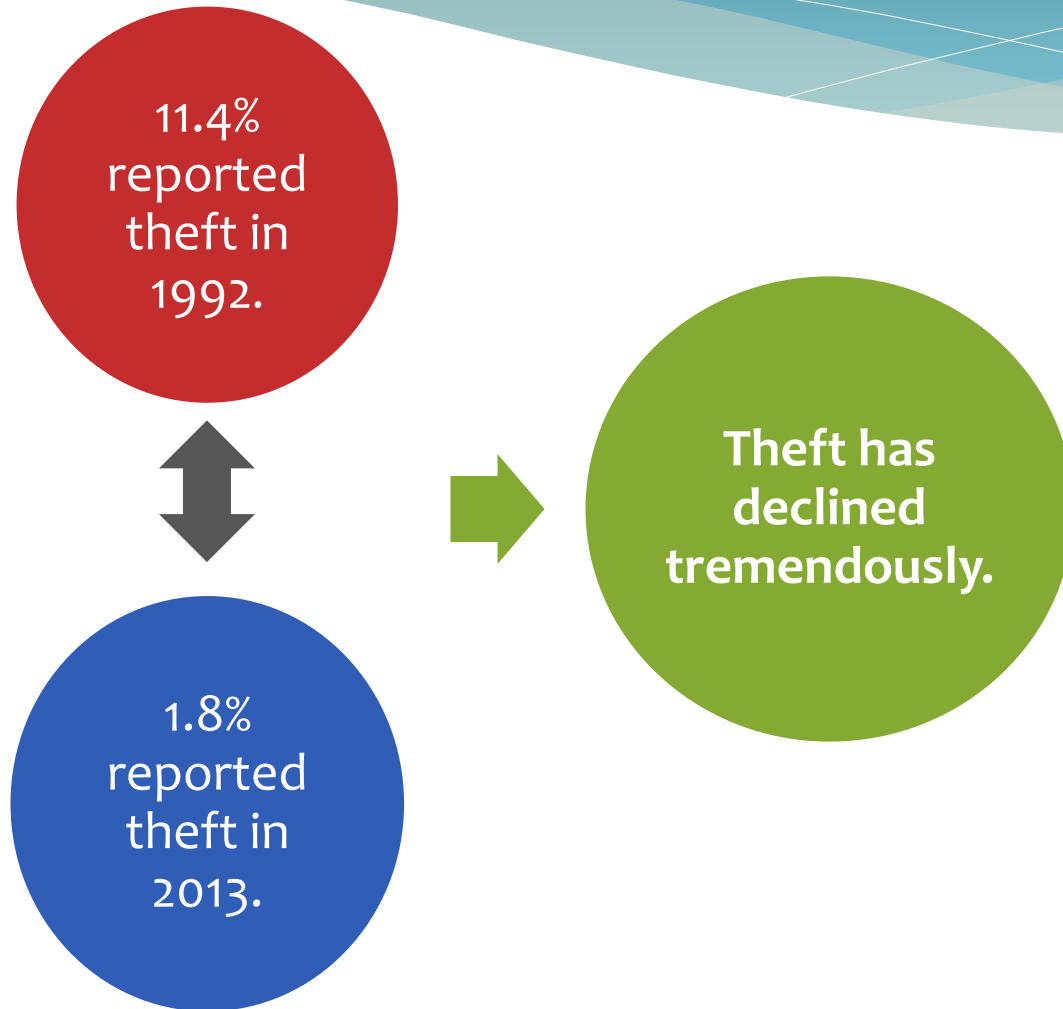 11.4%
reported
theft in
1992.
Theft has
declined
tremendously.
1.8%
reported
theft in
2013.